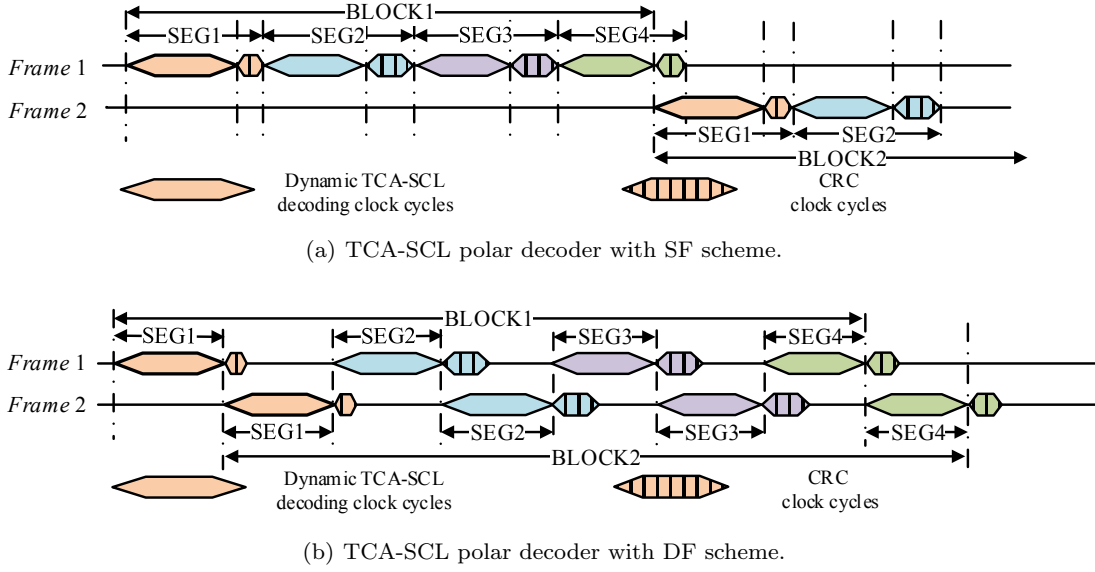 BLOCK1
SEG1 SEG2 SEG3 SEG4
Frame 1
Frame 2
SEG1 SEG2
BLOCK2
Dynamic TCA-SCL
decoding clock cycles
CRC
clock cycles
(a) TCA-SCL polar decoder with SF scheme.
BLOCK1
SEG1 SEG2 SEG3 SEG4
Frame 1
Frame 2
SEG1 SEG2 SEG3 SEG4
BLOCK2
Dynamic TCA-SCL
decoding clock cycles
CRC
clock cycles
(b) TCA-SCL polar decoder with DF scheme.